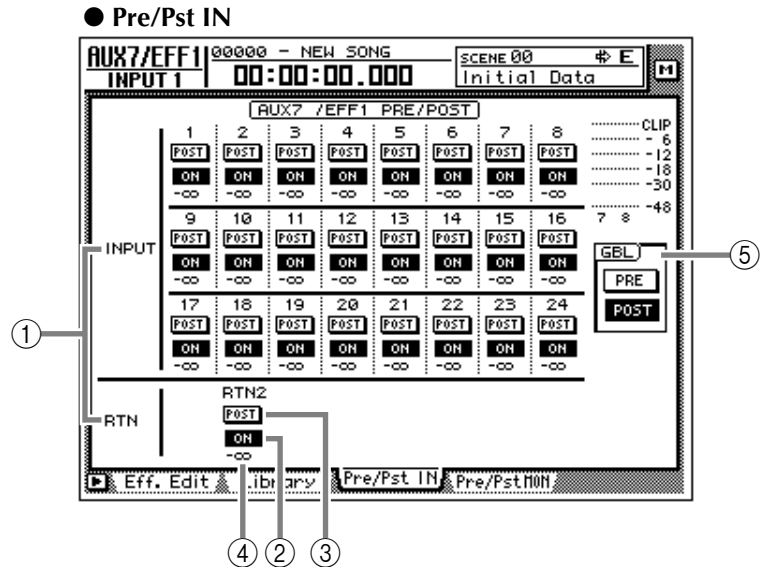 ● Pre/Pst IN
AUX7/EFF1 00000 - NEW SONG SCENE 00 E
INPUT 1 00:00:00.000 Initial Data M
AUX7 /EFF1 PRE/POST
1 2 3 4 5 6 7 8
POST POST POST POST POST POST POST POST
ON ON ON ON ON ON ON ON
-∞ -∞ -∞ -∞ -∞ -∞ -∞ -∞
CLIP
- 6
-12
-18
-30
-48
7 8
INPUT
9 10 11 12 13 14 15 16
POST POST POST POST POST POST POST POST
ON ON ON ON ON ON ON ON
-∞ -∞ -∞ -∞ -∞ -∞ -∞ -∞
GBL
PRE
POST
⑤
17 18 19 20 21 22 23 24
POST POST POST POST POST POST POST POST
ON ON ON ON ON ON ON ON
-∞ -∞ -∞ -∞ -∞ -∞ -∞ -∞
①
RTN
RTN2
POST
ON
-∞
Eff. Edit Library Pre/Pst IN Pre/PstMON
④ ② ③